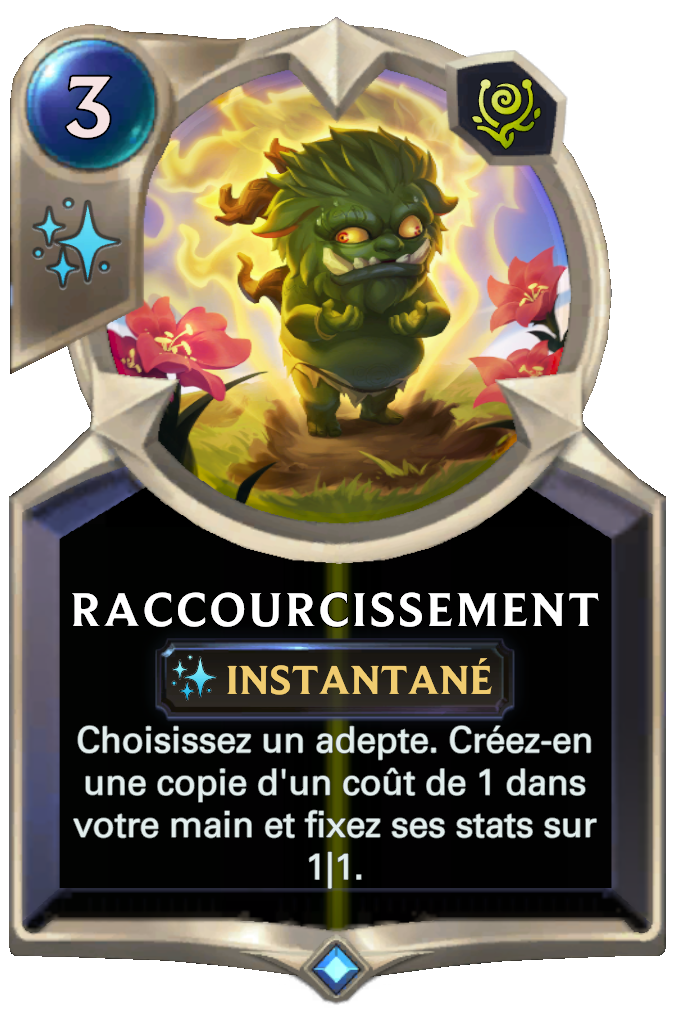 3
RACCOURCISSEMENT
INSTANTANÉ
Choisissez un adepte. Créez-en
une copie d'un coût de 1 dans
votre main et fixez ses stats sur
1|1.